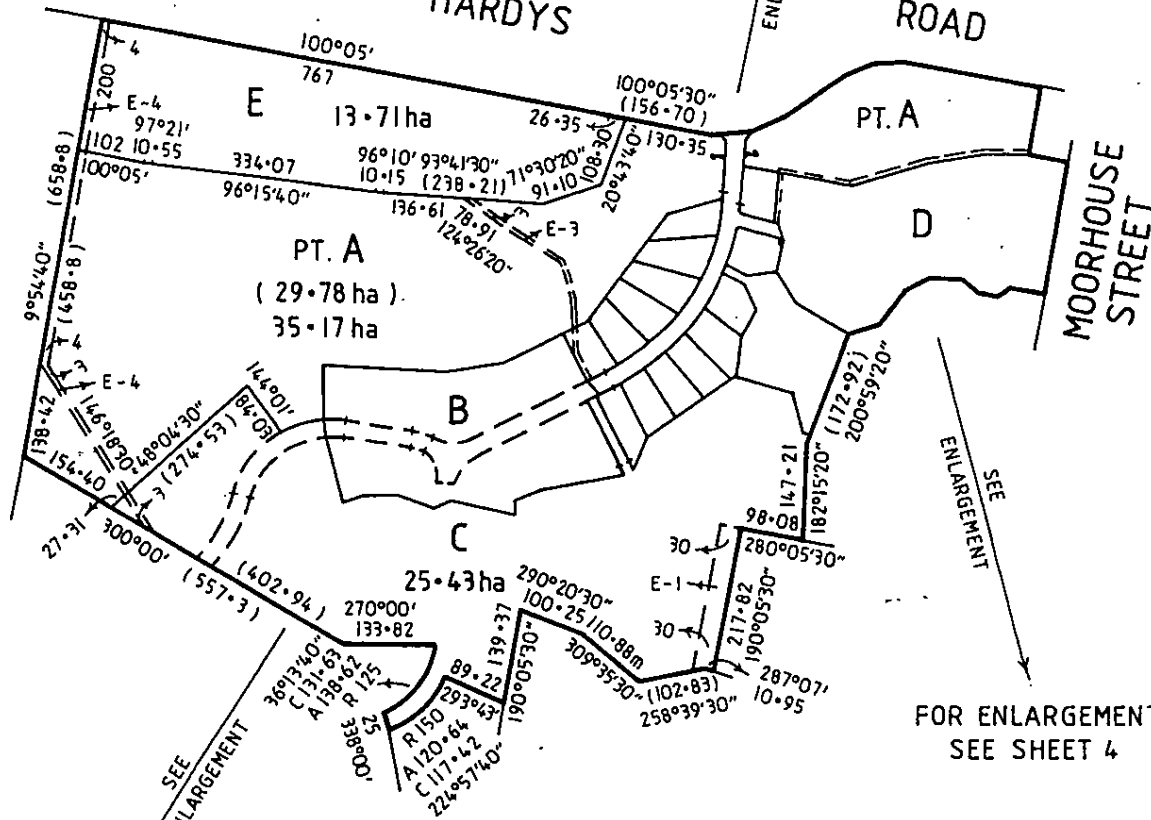 HARDYS
ROAD
100°05'
767
4
200
E-4
97°21'
102 10·55
100°05'
E
13·71ha
26·35
100°05'30"
(156·70)
130·35
334·07
96°15'40"
96°10' 93°41'30"
10·15 (238·21)
71°30'20"
91·10
108·30
20°43'40"
136·61
78·91
124°26'20"
3
E-3
PT. A
D
MOORHOUSE
STREET
(658·8)
9°54'40"
(458·8)
PT. A
(29·78 ha)
35·17 ha
4
3
E-4
138·42
146°18'30
154·40
248°04'30"
(274·53)
144°01'
84·03
3
27·31
300°00'
(557·3)
(402·94)
B
C
25·43ha
(172·92)
200°59'20"
147·21
182°15'20"
98·08
280°05'30"
30
E-1
30
217·82
190°05'30"
287°07'
10·95
SEE
ENLARGEMENT
270°00'
133·82
36°13'40"
C 131·63
A 138·62
R 125
25
338°00'
89·22
293°43'
R 150
A 120·64
C 117·42
224°57'40"
139·37
190°05'30"
290°20'30"
100·25
110·88m
309°35'30"
(102·83)
258°39'30"
SEE
FOR ENLARGEMENT
SEE SHEET 4